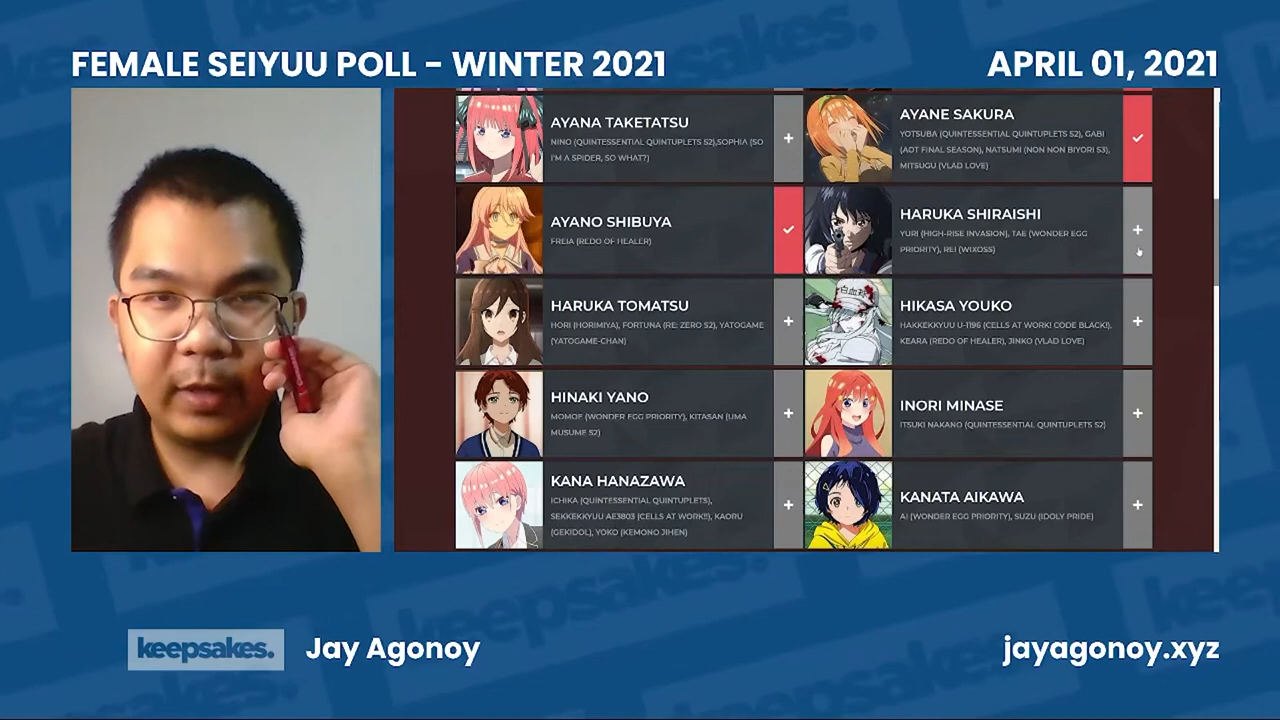 FEMALE SEIYUU POLL - WINTER 2021
APRIL 01, 2021
AYANA TAKETATSU
NINO (QUINTESSENTIAL QUINTUPLETS S2),SOPHIA (SO
I'M A SPIDER, SO WHAT?)
AYANE SAKURA
YOTSUBA (QUINTESSENTIAL QUINTUPLETS S2), GABI
(AOT FINAL SEASON), NATSUMI (NON NON BIYORI S3),
MITSUGU (VLAD LOVE)
AYANO SHIBUYA
FREIA (REDO OF HEALER)
HARUKA SHIRAISHI
YURI (HIGH-RISE INVASION), TAE (WONDER EGG
PRIORITY), REI (WIXOSS)
HARUKA TOMATSU
HORI (HORIMIYA), FORTUNA (RE: ZERO S2), YATOGAME
(YATOGAME-CHAN)
白血球
HIKASA YOUKO
HAKKEKKYUU U-1196 (CELLS AT WORK! CODE BLACK!),
KEARA (REDO OF HEALER), JINKO (VLAD LOVE)
HINAKI YANO
MOMOE (WONDER EGG PRIORITY), KITASAN (UMA
MUSUME S2)
INORI MINASE
ITSUKI NAKANO (QUINTESSENTIAL QUINTUPLETS S2)
KANA HANAZAWA
ICHIKA (QUINTESSENTIAL QUINTUPLETS),
SEKKEKKYUU AE3803 (CELLS AT WORK!!), KAORU
(GEKIDOL), YOKO (KEMONO JIHEN)
KANATA AIKAWA
AI (WONDER EGG PRIORITY), SUZU (IDOLY PRIDE)
keepsakes.
Jay Agonoy
jayagonoy.xyz